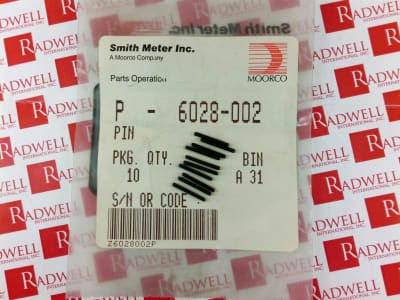 Smith Meter Inc.
A Moorco Company
Parts Operation
MOORCO
P - 6028-002
PIN
PKG. QTY. BIN
10 A 31
S/N OR CODE
Z6028002P
Smith Meter Inc.
RADWELL
INTERNATIONAL, INC.